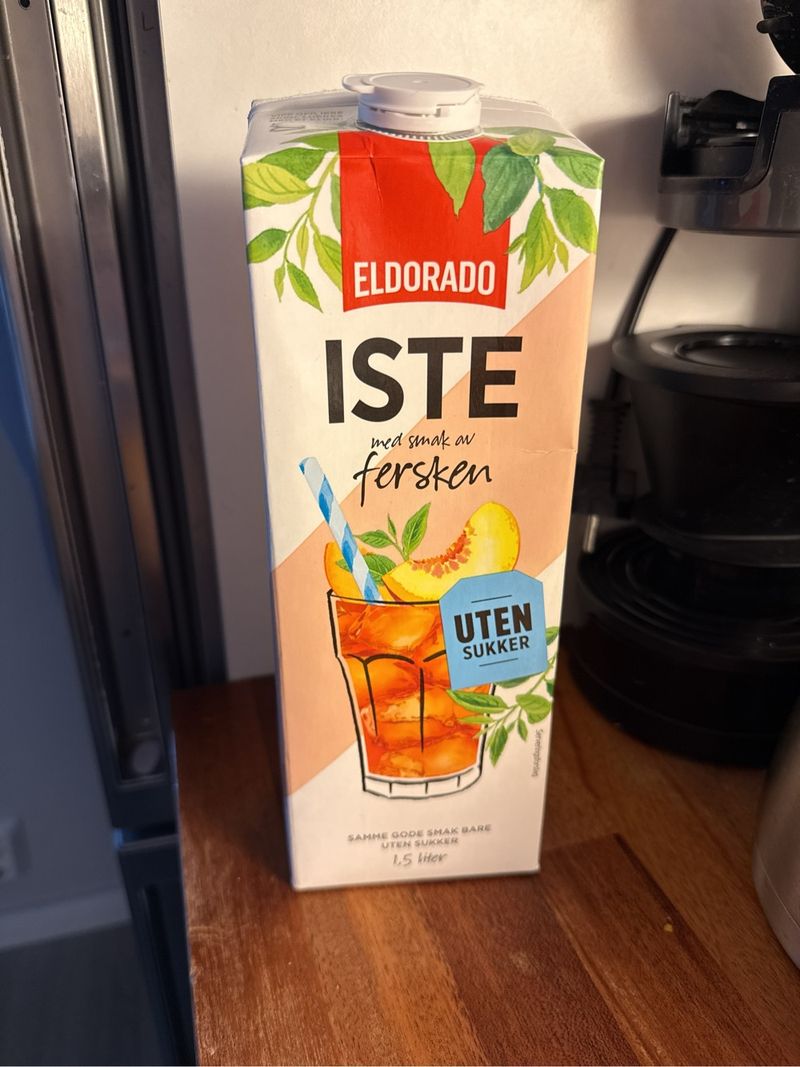 ELDORADO
ISTE
med smak av
fersken
UTEN
SUKKER
SAMME GODE SMAK BARE
UTEN SUKKER
1,5 liter